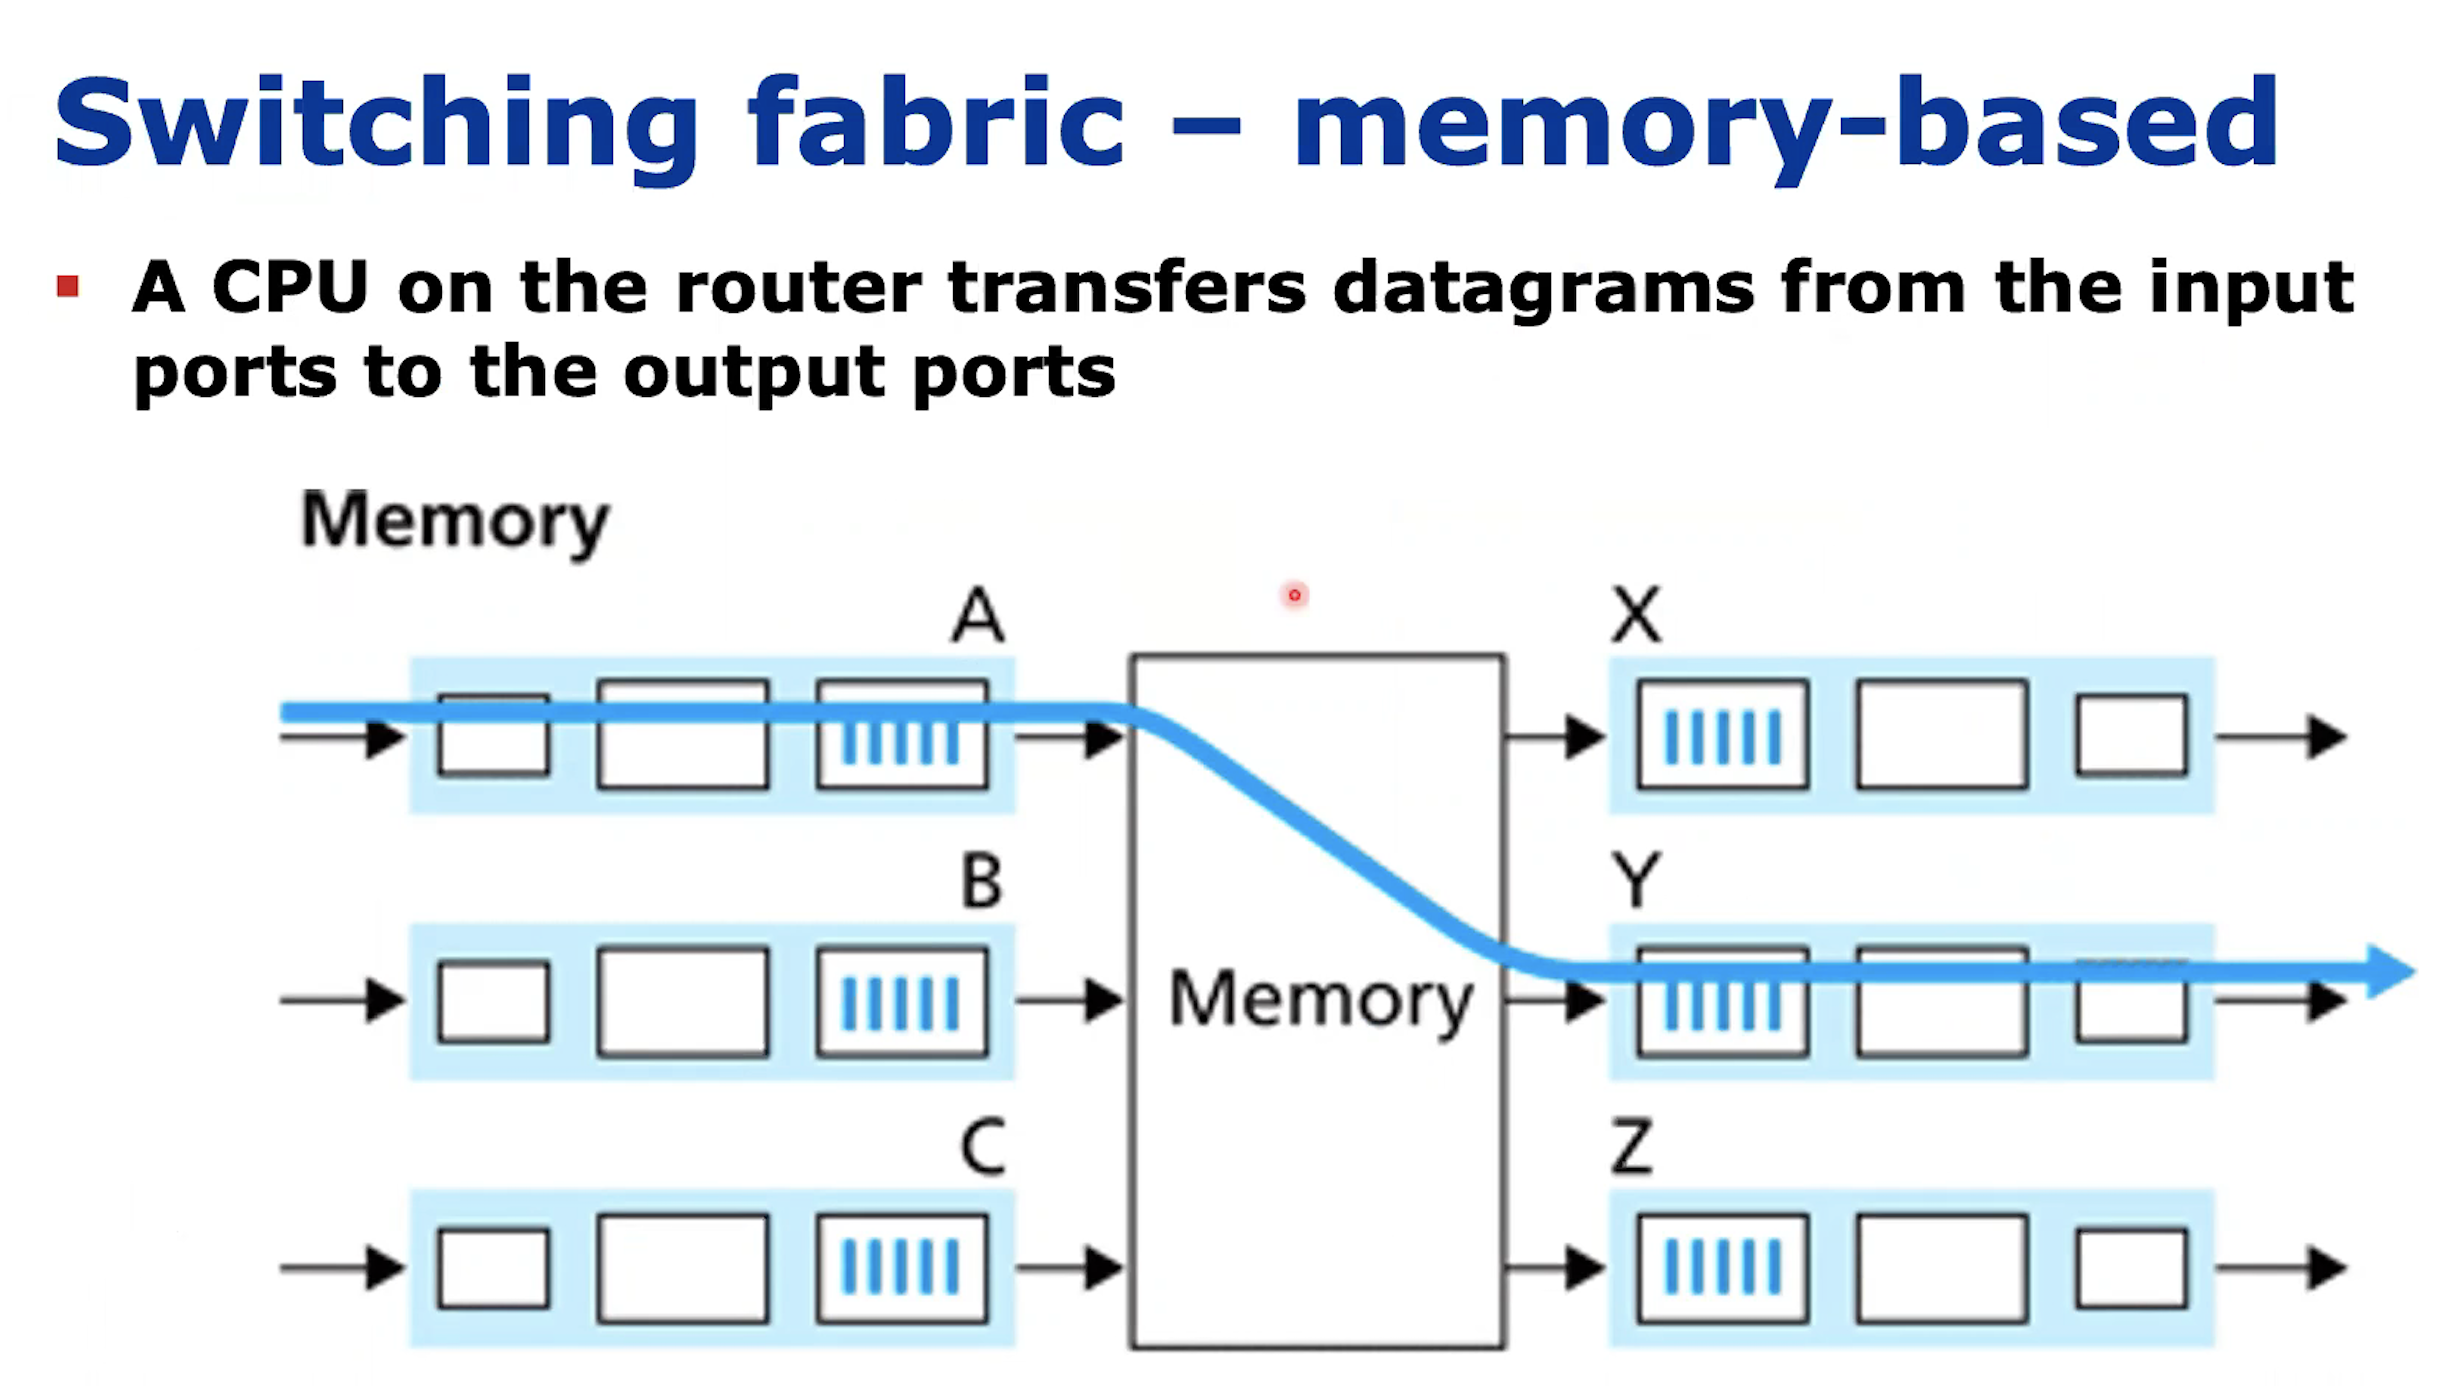 Switching fabric – memory-based
A CPU on the router transfers datagrams from the input
ports to the output ports
Memory
A
X
B
Y
Memory
C
Z